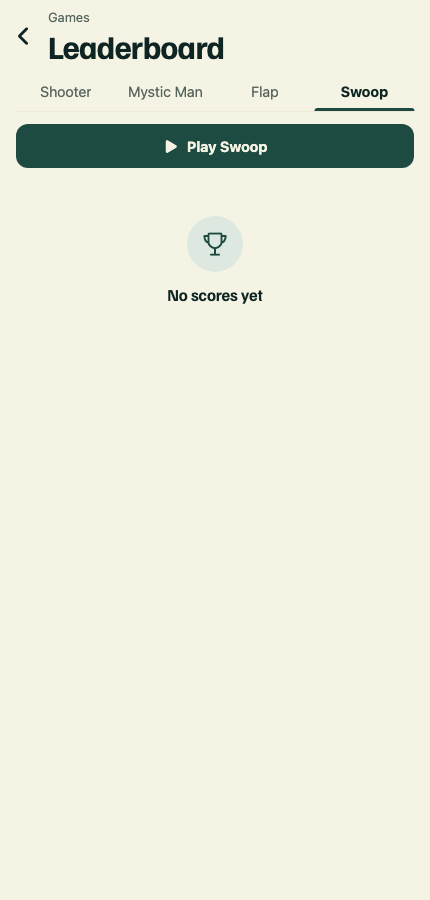 Games
Leaderboard
Shooter Mystic Man Flap Swoop
Play Swoop
No scores yet